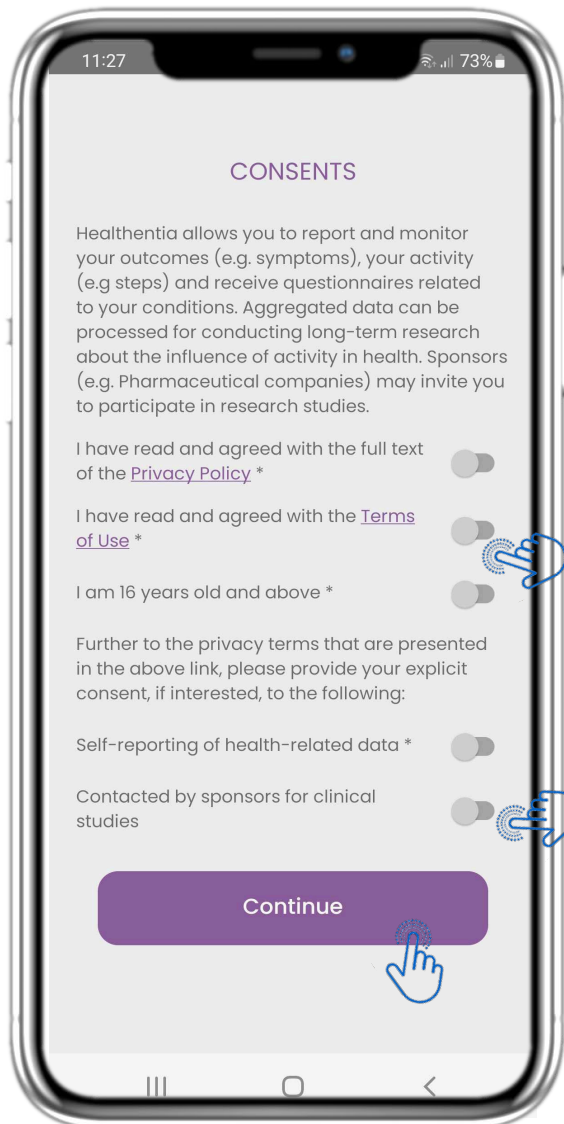 11:27
73%
CONSENTS
Healthentia allows you to report and monitor
your outcomes (e.g. symptoms), your activity
(e.g steps) and receive questionnaires related
to your conditions. Aggregated data can be
processed for conducting long-term research
about the influence of activity in health. Sponsors
(e.g. Pharmaceutical companies) may invite you
to participate in research studies.
I have read and agreed with the full text
of the Privacy Policy *
I have read and agreed with the Terms
of Use *
I am 16 years old and above *
Further to the privacy terms that are presented
in the above link, please provide your explicit
consent, if interested, to the following:
Self-reporting of health-related data *
Contacted by sponsors for clinical
studies
Continue